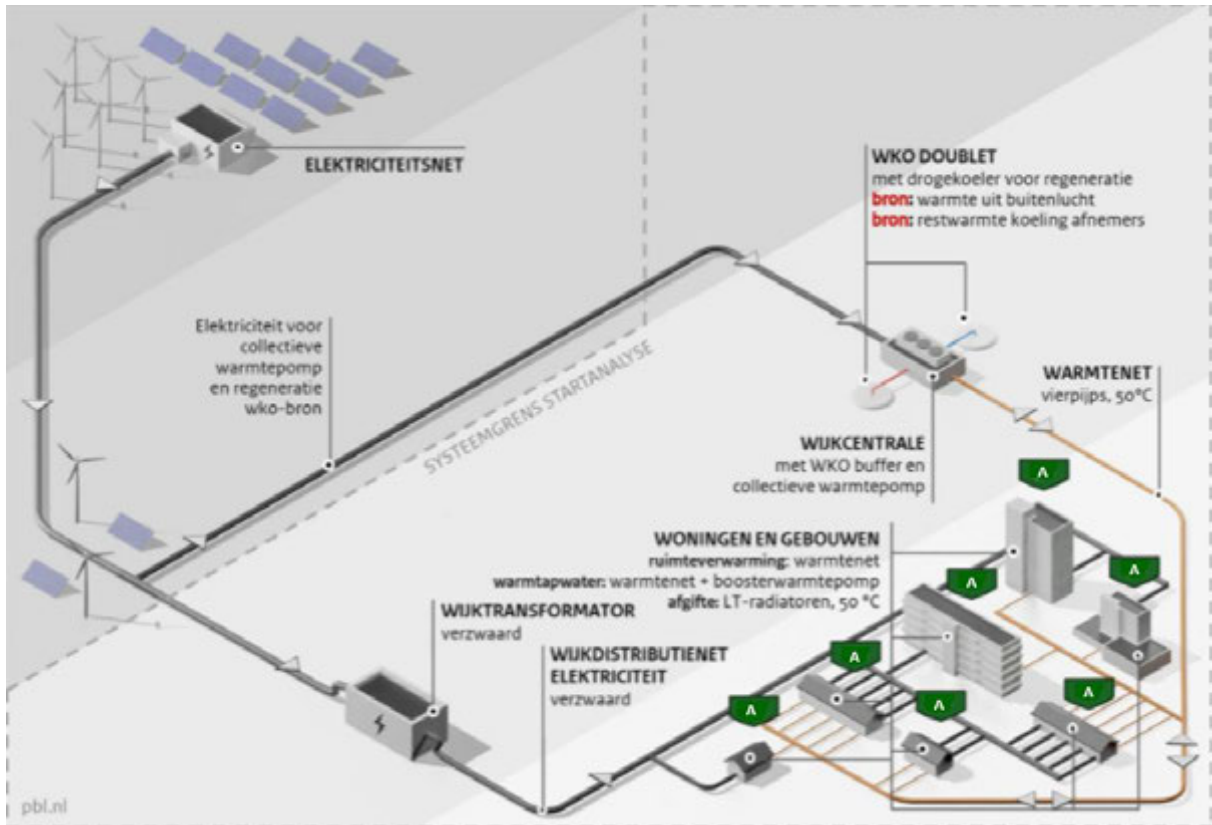 ELEKTRICITEITSNET
WKO DOUBLET
met drogekoeler voor regeneratie
bron: warmte uit buitenlucht
bron: restwarmte koeling afnemers
Elektriciteit voor
collectieve
warmtepomp
en regeneratie
wko-bron
SYSTEEMGRENS STARTANALYSE
WARMTENET
vierpijps, 50°C
WIJKCENTRALE
met WKO buffer en
collectieve warmtepomp
A
WONINGEN EN GEBOUWEN
ruimteverwarming: warmtenet
warmtapwater: warmtenet + boosterwarmtepomp
afgifte: LT-radiatoren, 50 °C
A
A
WIJKTRANSFORMATOR
verzwaard
WIJKDISTRIBUTIENET
ELEKTRICITEIT
verzwaard
A
A
A
A
pbl.nl